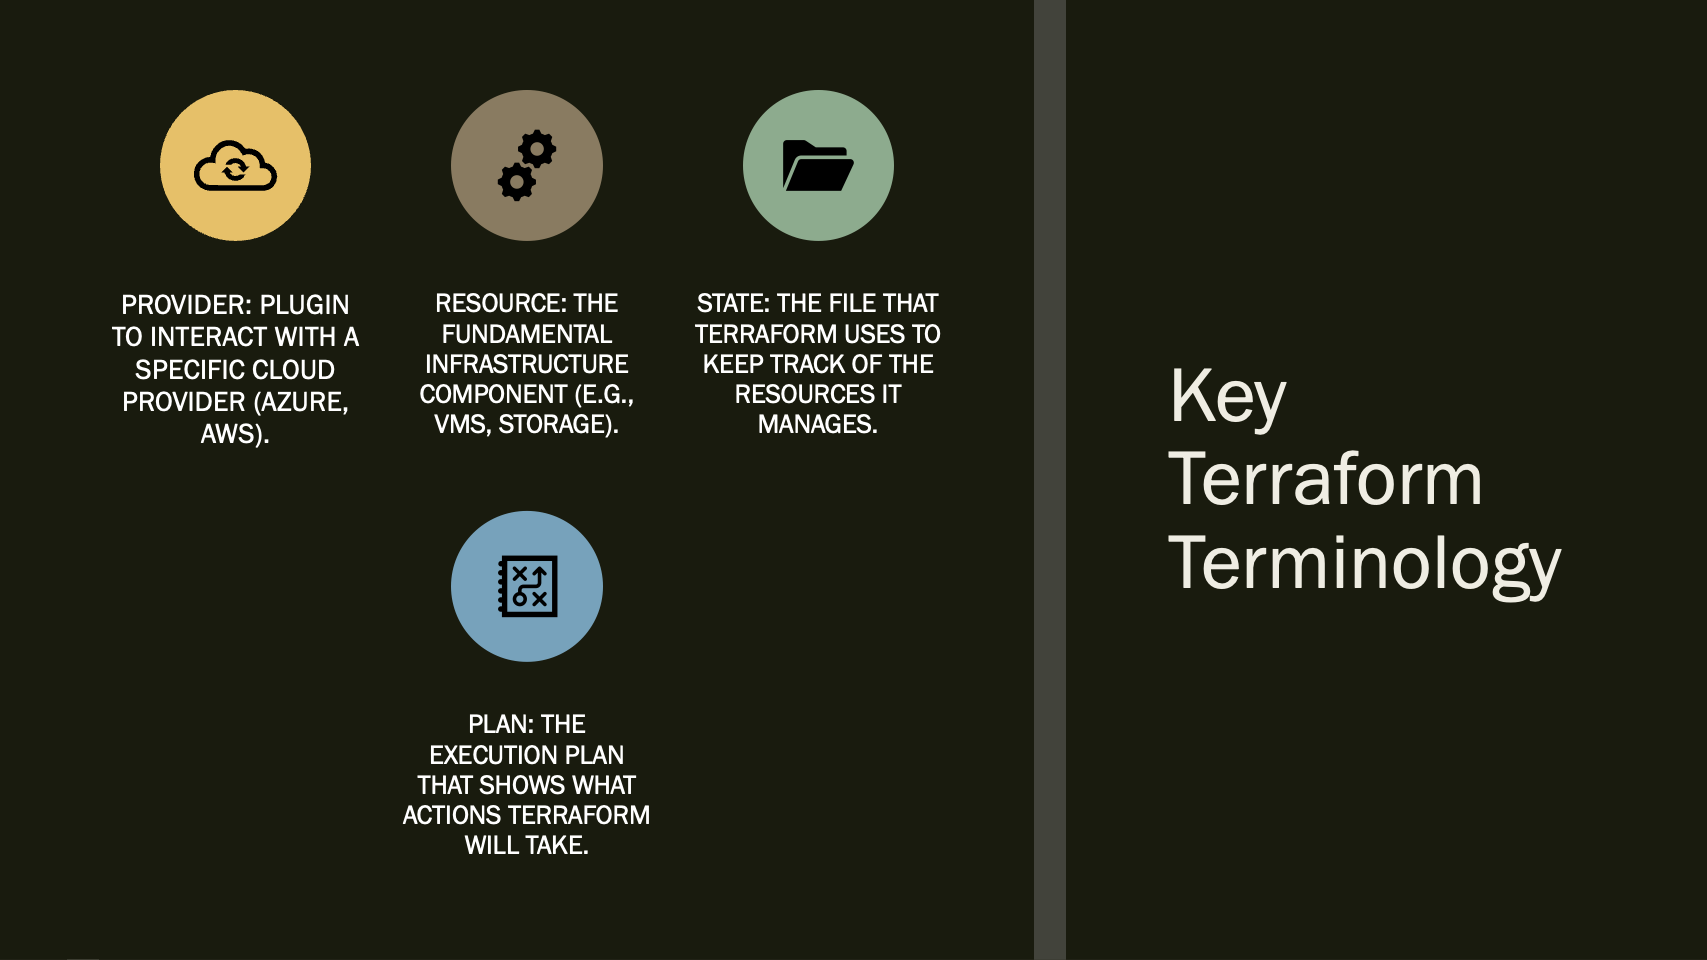 PROVIDER: PLUGIN
TO INTERACT WITH A
SPECIFIC CLOUD
PROVIDER (AZURE,
AWS).
RESOURCE: THE
FUNDAMENTAL
INFRASTRUCTURE
COMPONENT (E.G.,
VMS, STORAGE).
STATE: THE FILE THAT
TERRAFORM USES TO
KEEP TRACK OF THE
RESOURCES IT
MANAGES.
PLAN: THE
EXECUTION PLAN
THAT SHOWS WHAT
ACTIONS TERRAFORM
WILL TAKE.
Key
Terraform
Terminology